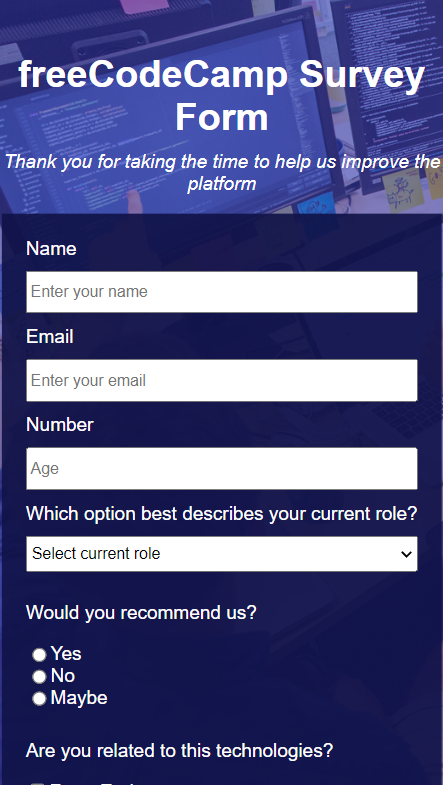 freeCodeCamp Survey
Form
Thank you for taking the time to help us improve the
platform
Name
Enter your name
Email
Enter your email
Number
Age
Which option best describes your current role?
Select current role
Would you recommend us?
Yes
No
Maybe
Are you related to this technologies?